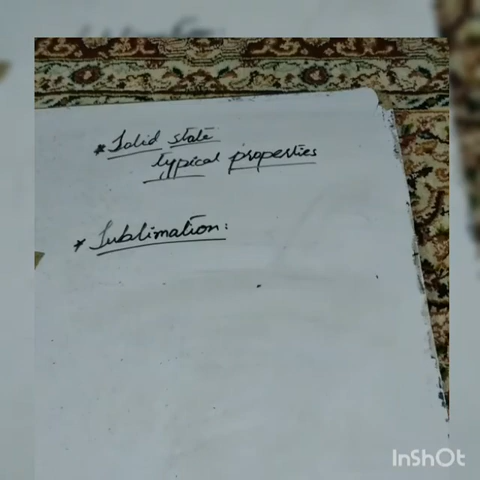 * Solid state
typical properties
* Sublimation:
InShOt